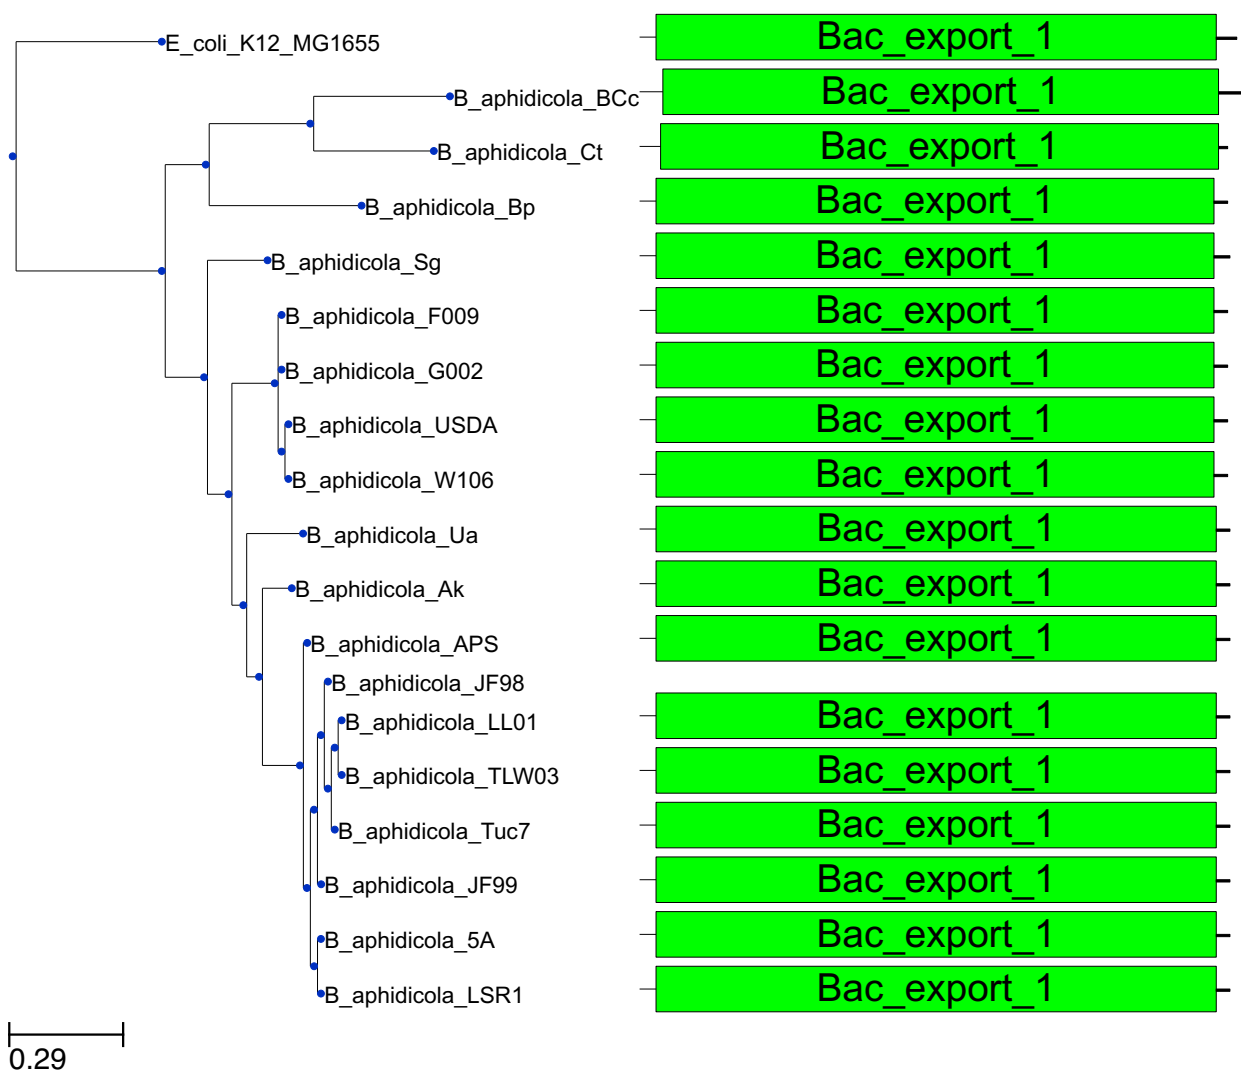 E_coli_K12_MG1655 Bac_export_1
B_aphidicola_BCc Bac_export_1
B_aphidicola_Ct Bac_export_1
B_aphidicola_Bp Bac_export_1
B_aphidicola_Sg Bac_export_1
B_aphidicola_F009 Bac_export_1
B_aphidicola_G002 Bac_export_1
B_aphidicola_USDA Bac_export_1
B_aphidicola_W106 Bac_export_1
B_aphidicola_Ua Bac_export_1
B_aphidicola_Ak Bac_export_1
B_aphidicola_APS Bac_export_1
B_aphidicola_JF98
B_aphidicola_LL01 Bac_export_1
B_aphidicola_TLW03 Bac_export_1
B_aphidicola_Tuc7 Bac_export_1
B_aphidicola_JF99 Bac_export_1
B_aphidicola_5A Bac_export_1
B_aphidicola_LSR1 Bac_export_1
0.29